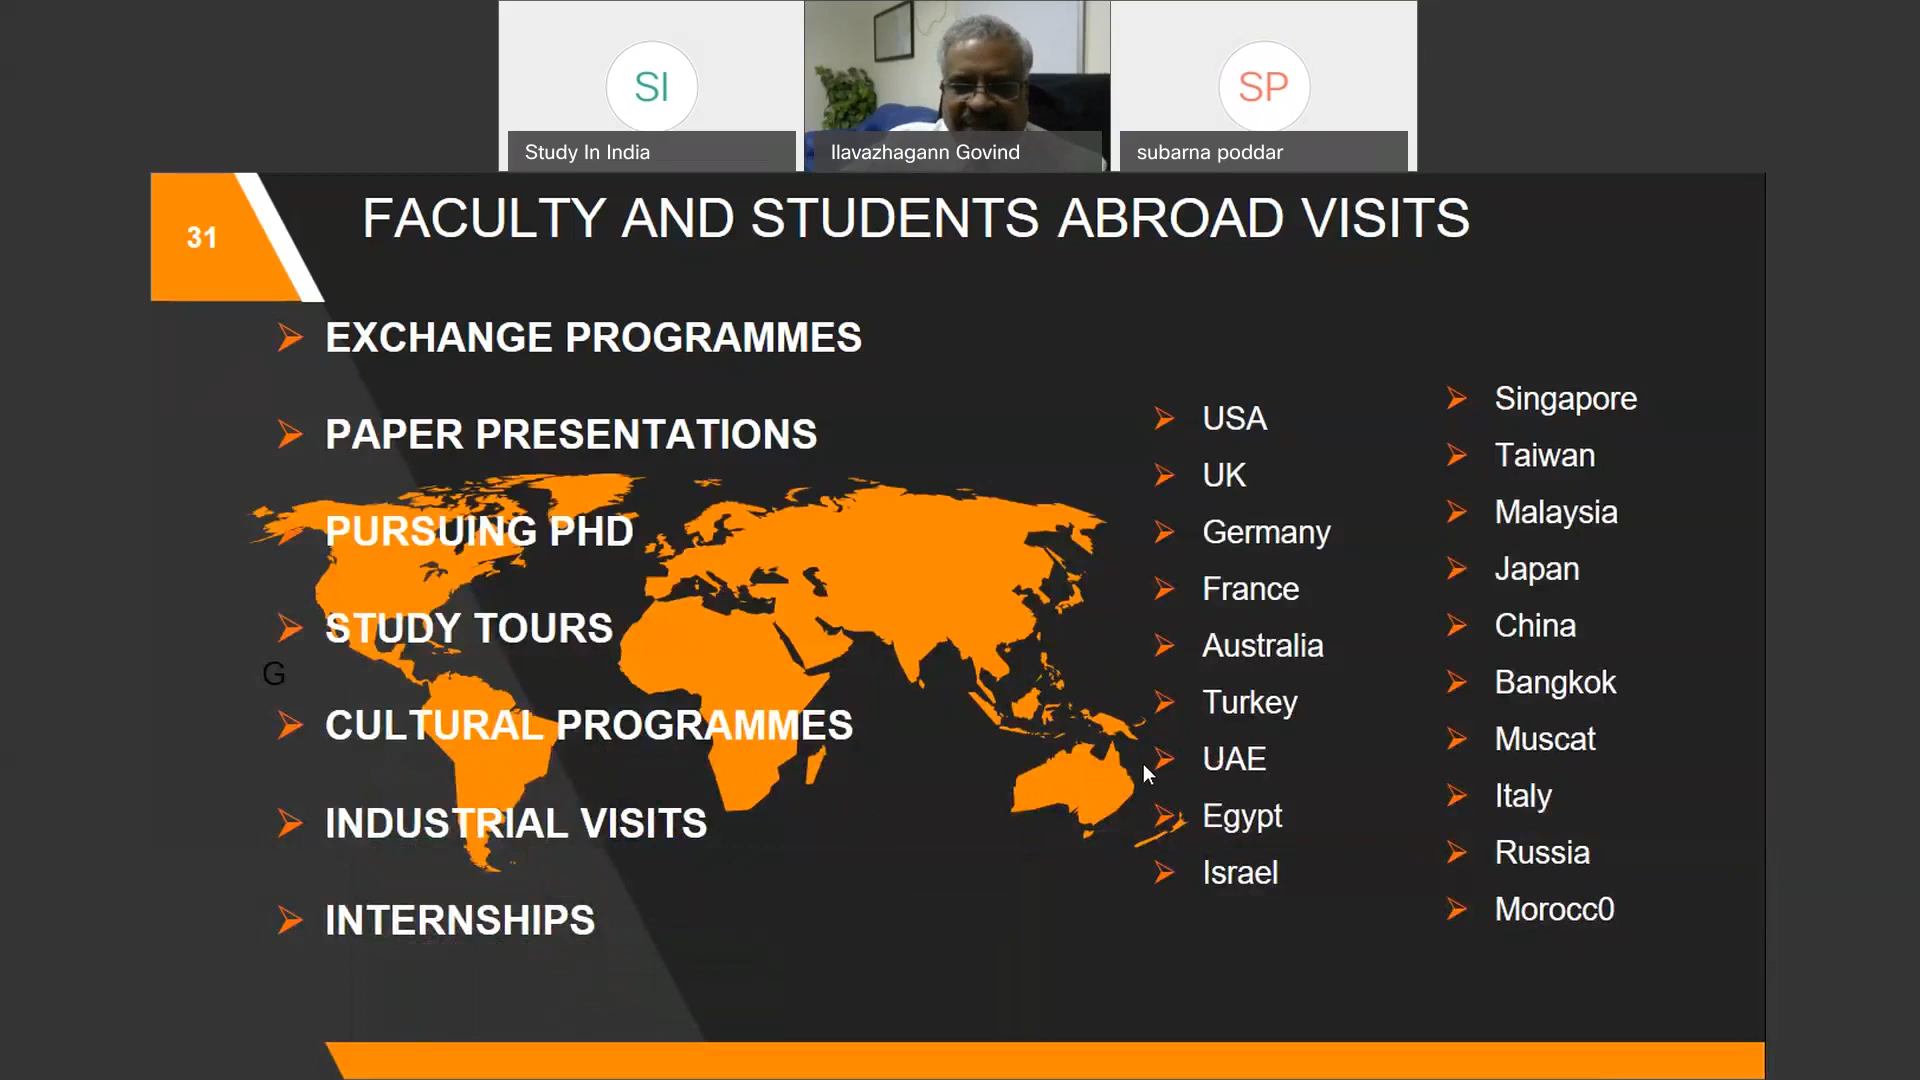 SI
Study In India
Ilavazhagann Govind
SP
subarna poddar
31
FACULTY AND STUDENTS ABROAD VISITS
EXCHANGE PROGRAMMES
PAPER PRESENTATIONS
PURSUING PHD
STUDY TOURS
G
CULTURAL PROGRAMMES
INDUSTRIAL VISITS
INTERNSHIPS
USA
UK
Germany
France
Australia
Turkey
UAE
Egypt
Israel
Singapore
Taiwan
Malaysia
Japan
China
Bangkok
Muscat
Italy
Russia
Morocc0